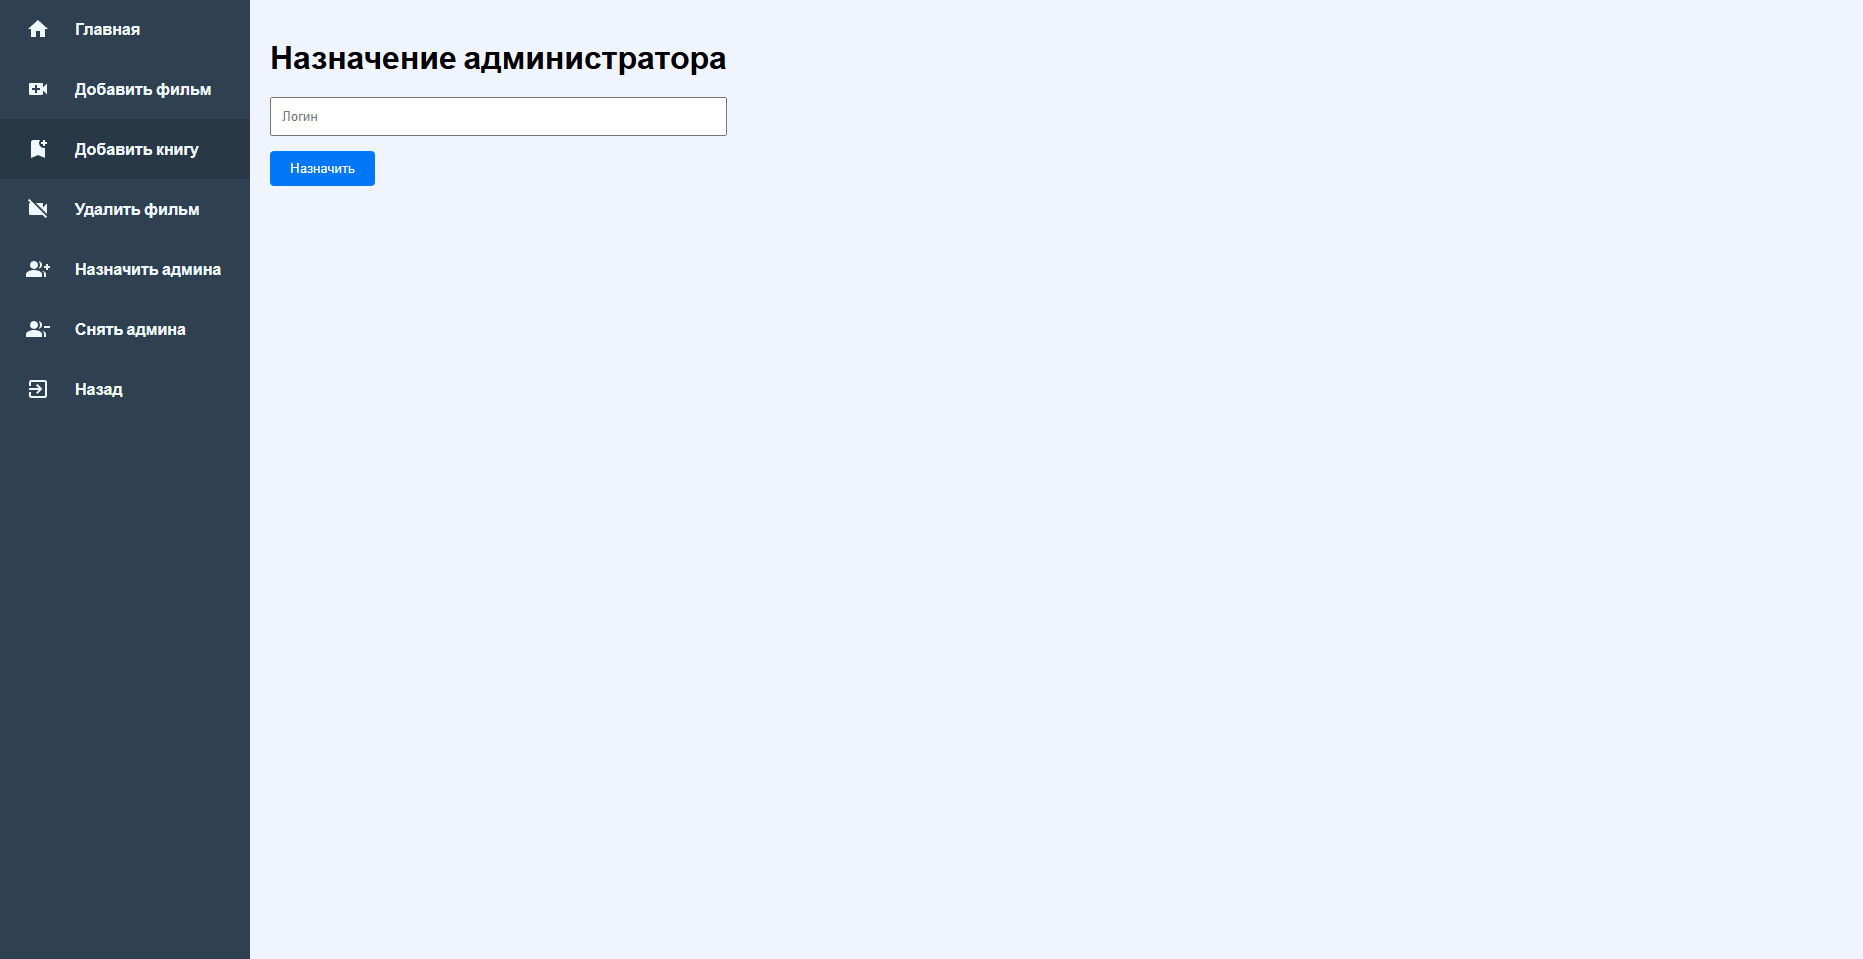 Главная
Добавить фильм
Добавить книгу
Удалить фильм
Назначить админа
Снять админа
Назад
Назначение администратора
Логин
Назначить